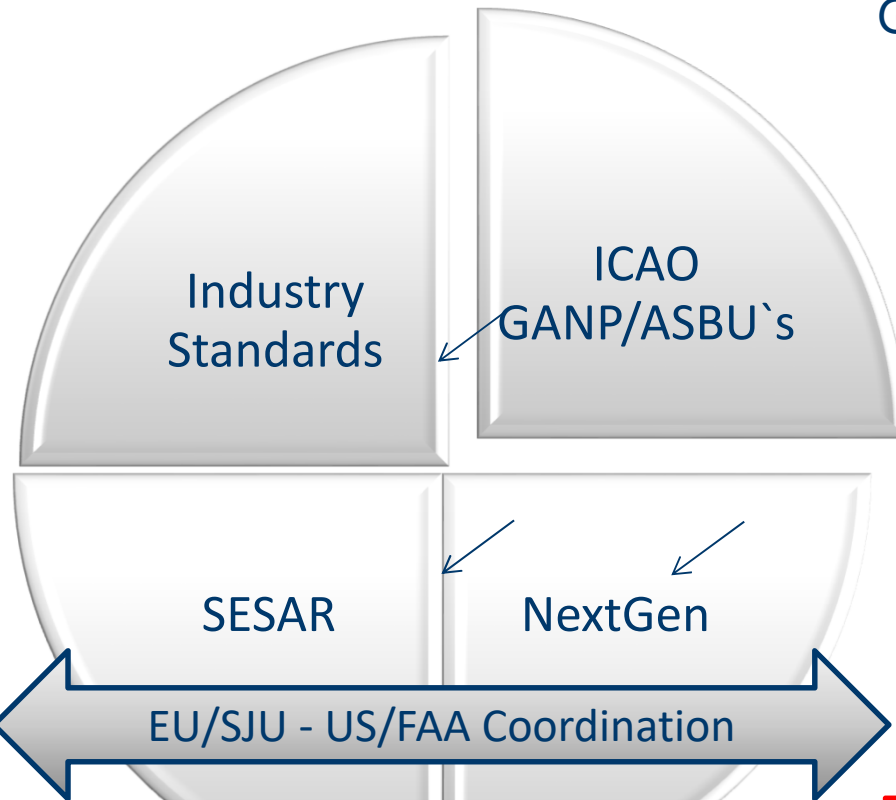 Industry
Standards
ICAO
GANP/ASBU`s
SESAR
NextGen
EU/SJU - US/FAA Coordination